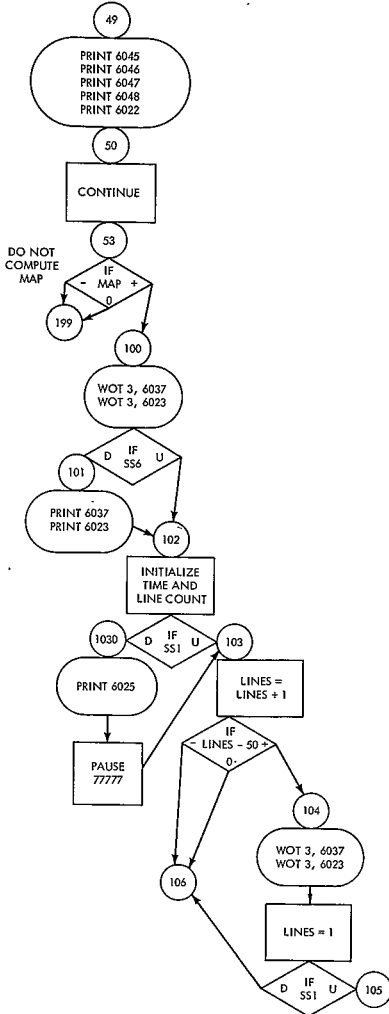 49
PRINT 6045
PRINT 6046
PRINT 6047
PRINT 6048
PRINT 6022
50
CONTINUE
53
DO NOT
COMPUTE
MAP
IF
- MAP +
0
199
100
WOT 3, 6037
WOT 3, 6023
D IF U
SS6
101
PRINT 6037
PRINT 6023
102
INITIALIZE
TIME AND
LINE COUNT
1030
D IF U
SS1
103
PRINT 6025
LINES =
LINES + 1
PAUSE
77777
IF
- LINES - 50 +
0
104
WOT 3, 6037
WOT 3, 6023
106
LINES = 1
D IF U
SS1
105